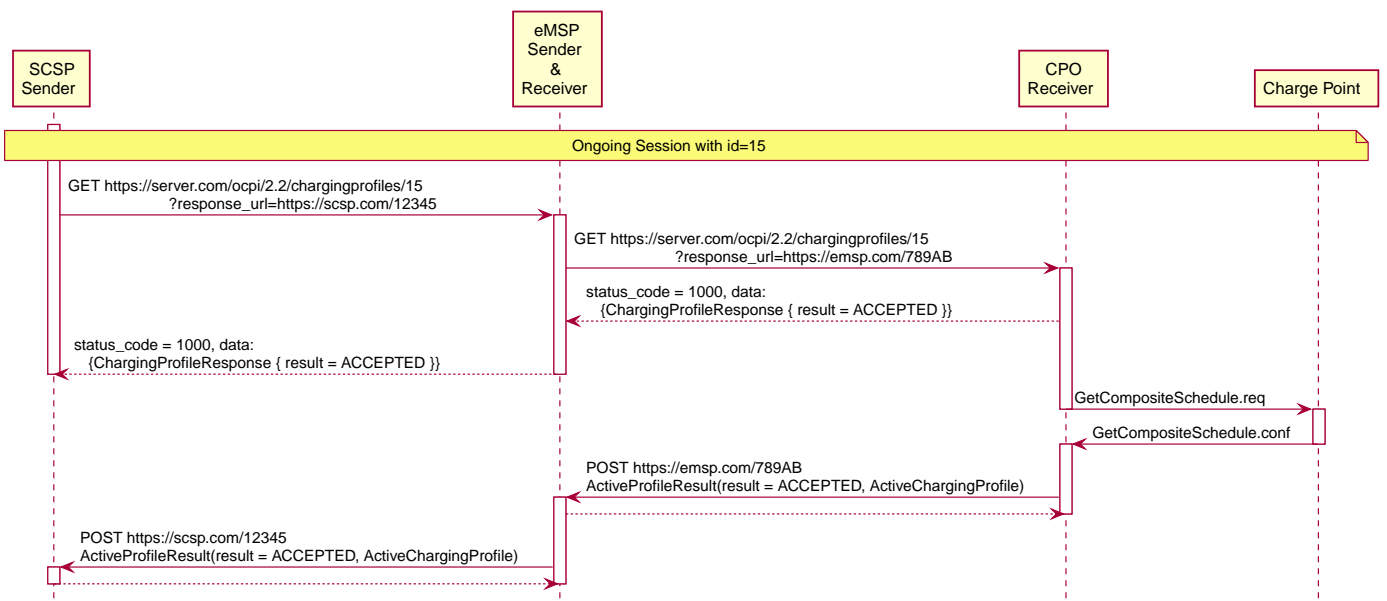 SCSP
Sender
eMSP
Sender
&
Receiver
CPO
Receiver
Charge Point
Ongoing Session with id=15
GET https://server.com/ocpi/2.2/chargingprofiles/15
?response_url=https://scsp.com/12345
GET https://server.com/ocpi/2.2/chargingprofiles/15
?response_url=https://emsp.com/789AB
status_code = 1000, data:
{ChargingProfileResponse { result = ACCEPTED }}
status_code = 1000, data:
{ChargingProfileResponse { result = ACCEPTED }}
GetCompositeSchedule.req
GetCompositeSchedule.conf
POST https://emsp.com/789AB
ActiveProfileResult(result = ACCEPTED, ActiveChargingProfile)
POST https://scsp.com/12345
ActiveProfileResult(result = ACCEPTED, ActiveChargingProfile)